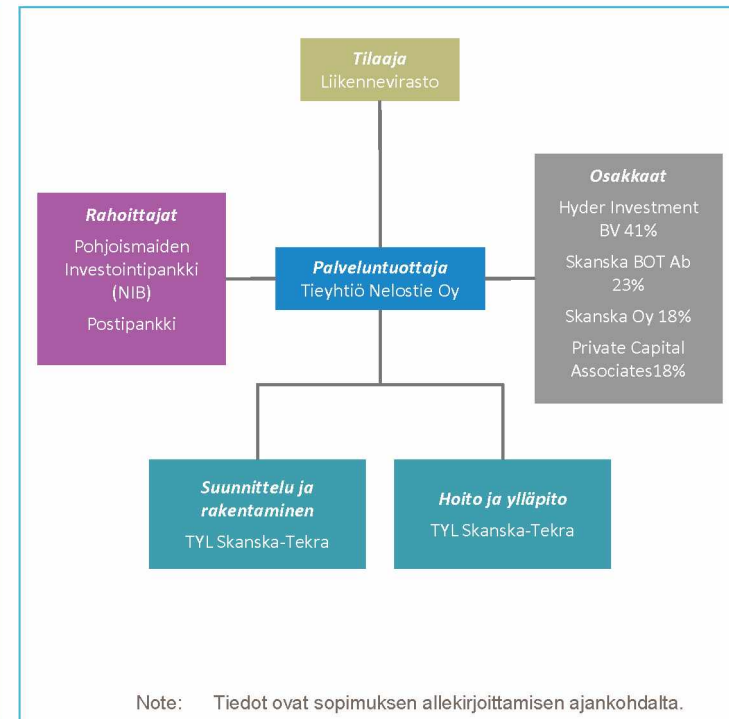 Tilaaja
Liikennevirasto
Rahoittajat
Pohjoismaiden
Investointipankki
(NIB)
Postipankki
Palveluntuottaja
Tieyhtiö Nelostie Oy
Osakkaat
Hyder Investment
BV 41%
Skanska BOT Ab
23%
Skanska Oy 18%
Private Capital
Associates18%
Suunnittelu ja
rakentaminen
TYL Skanska-Tekra
Hoito ja ylläpito
TYL Skanska-Tekra
Note: Tiedot ovat sopimuksen allekirjoittamisen ajankohdalta.